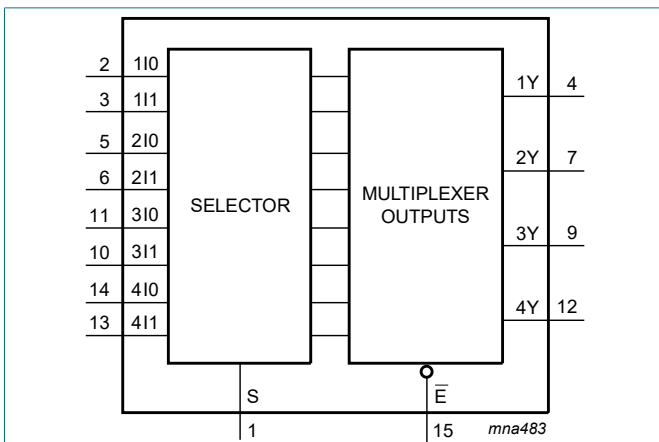 2 1I0
3 1I1
5 2I0
6 2I1
11 3I0
10 3I1
14 4I0
13 4I1
SELECTOR
MULTIPLEXER
OUTPUTS
1Y 4
2Y 7
3Y 9
4Y 12
S
1
E̅
15
mna483